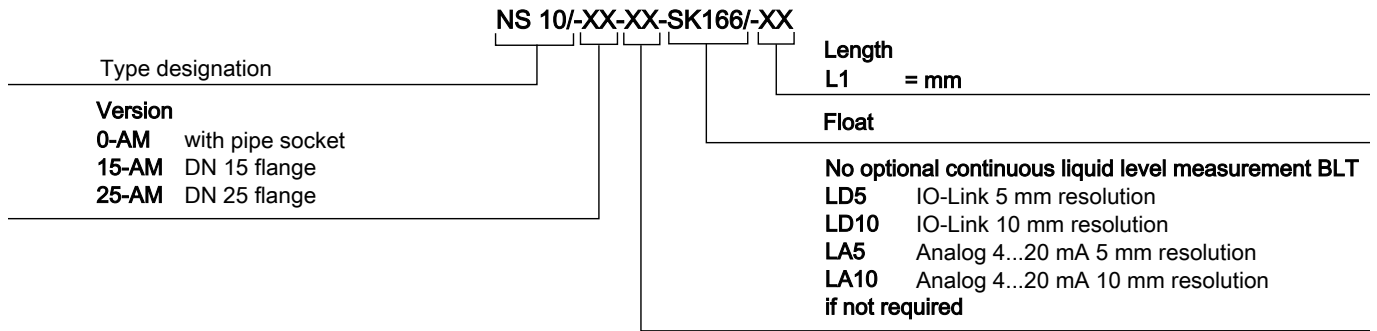 NS 10/-XX-XX-SK166/-XX
Type designation
Version
0-AM with pipe socket
15-AM DN 15 flange
25-AM DN 25 flange
Length
L1 = mm
Float
No optional continuous liquid level measurement BLT
LD5 IO-Link 5 mm resolution
LD10 IO-Link 10 mm resolution
LA5 Analog 4...20 mA 5 mm resolution
LA10 Analog 4...20 mA 10 mm resolution
if not required